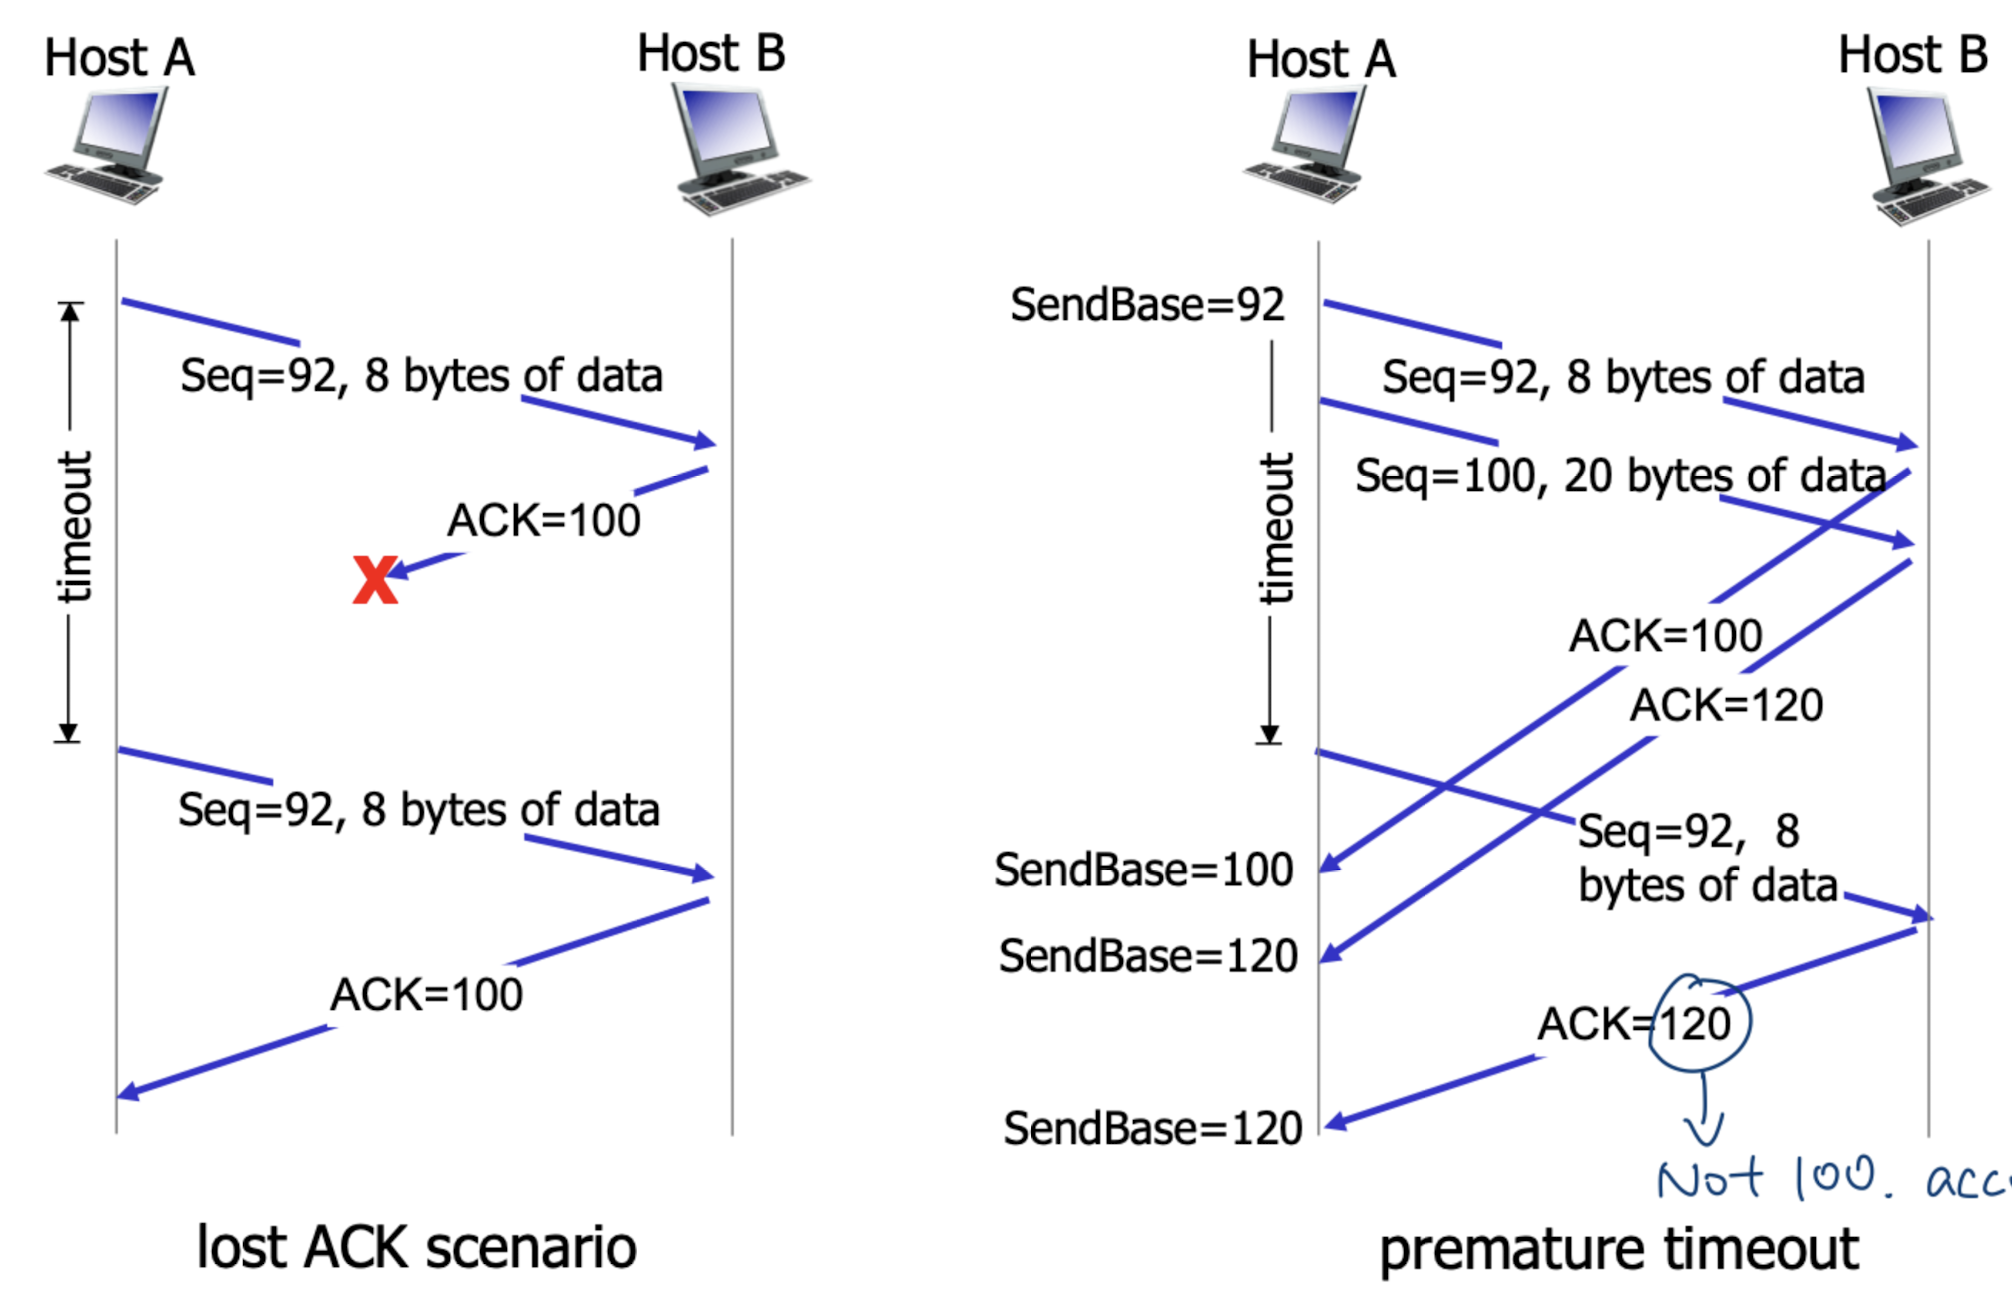 Host A
Host B
timeout
Seq=92, 8 bytes of data
ACK=100
X
Seq=92, 8 bytes of data
ACK=100
lost ACK scenario
Host A
Host B
SendBase=92
timeout
Seq=92, 8 bytes of data
Seq=100, 20 bytes of data
ACK=100
ACK=120
Seq=92, 8
bytes of data
SendBase=100
SendBase=120
ACK=120
SendBase=120
Not 100.
premature timeout